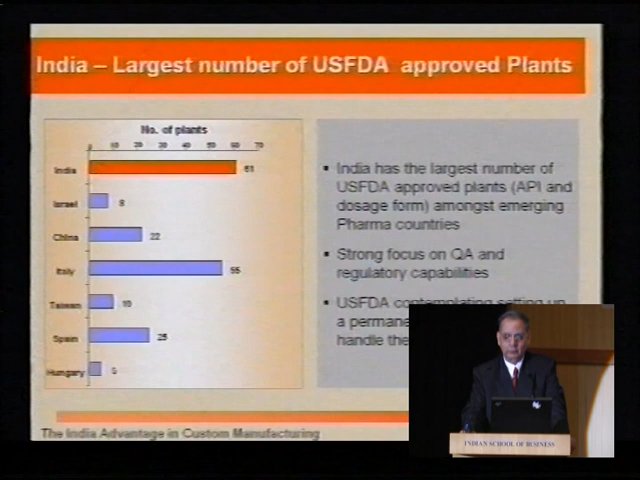 India – Largest number of USFDA approved Plants
No. of plants
0 10 20 30 40 50 60 70
India 61
Israel 8
China 22
Italy 55
Taiwan 10
Spain 25
Hungary 5
▪ India has the largest number of
USFDA approved plants (API and
dosage form) amongst emerging
Pharma countries
▪ Strong focus on QA and
regulatory capabilities
▪ USFDA contemplating setting up
a
handle the
The India Advantage in Custom Manufacturing
INDIAN SCHOOL OF BUSINESS